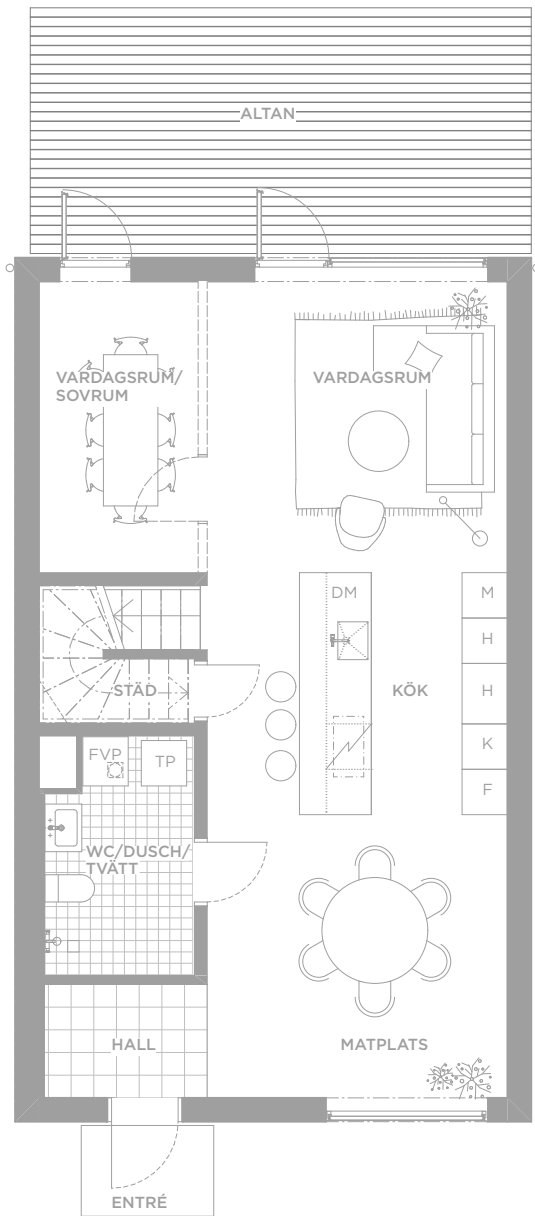 ALTAN
VARDAGSRUM/
SOVRUM
VARDAGSRUM
DM
M
H
H
K
F
KÖK
STÄD
FVP
TP
WC/DUSCH/
TVÄTT
HALL
MATPLATS
ENTRÉ